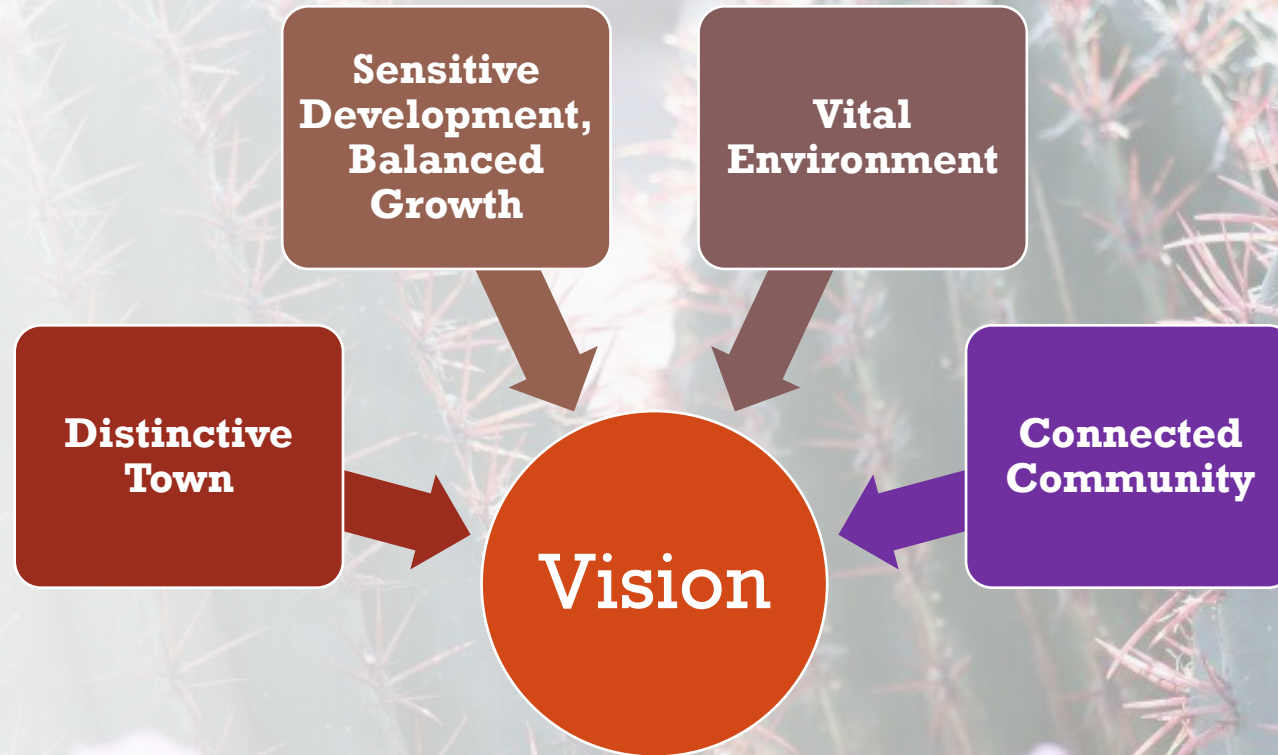 Sensitive
Development,
Balanced
Growth
Vital
Environment
Distinctive
Town
Connected
Community
Vision